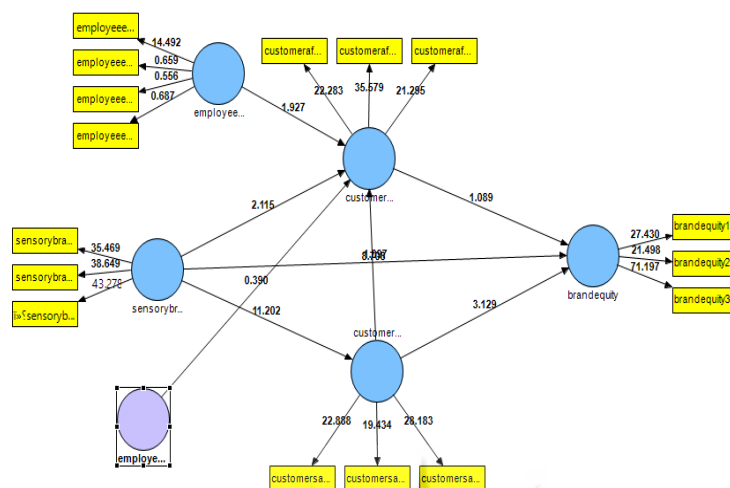 employeee...
14.492
employeee...
0.659
employeee...
0.556
employeee...
0.687
employee...
customeraf...
customeraf...
customeraf...
22.283
35.579
21.295
1.927
customer...
2.115
1.089
sensorybra...
35.469
sensorybra...
38.649
43.278
ï»¿sensoryb...
sensorybr...
0.390
11.202
3.129
27.430
brandequity1
21.498
brandequity2
71.197
brandequity3
brandequity
customer...
employe...
22.888
19.434
28.183
customersa...
customersa...
customersa...